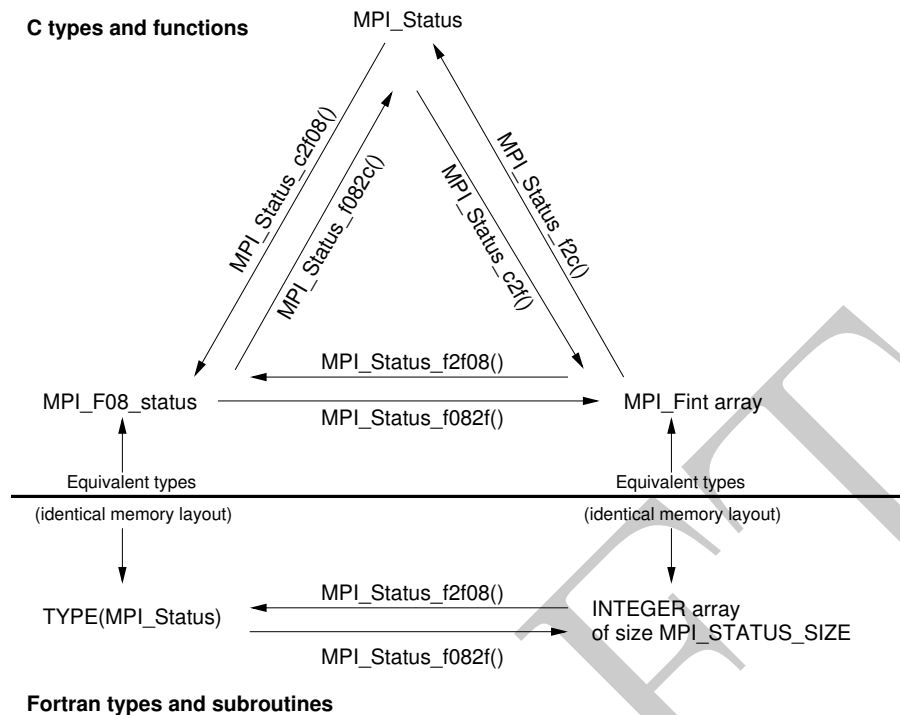 C types and functions
MPI_Status
MPI_Status_c2f08()
MPI_Status_f082c()
MPI_Status_c2f()
MPI_Status_f2c()
MPI_Status_f2f08()
MPI_F08_status
MPI_Fint array
MPI_Status_f082f()
Equivalent types
Equivalent types
(identical memory layout)
(identical memory layout)
MPI_Status_f2f08()
TYPE(MPI_Status)
INTEGER array
of size MPI_STATUS_SIZE
MPI_Status_f082f()
Fortran types and subroutines
FT